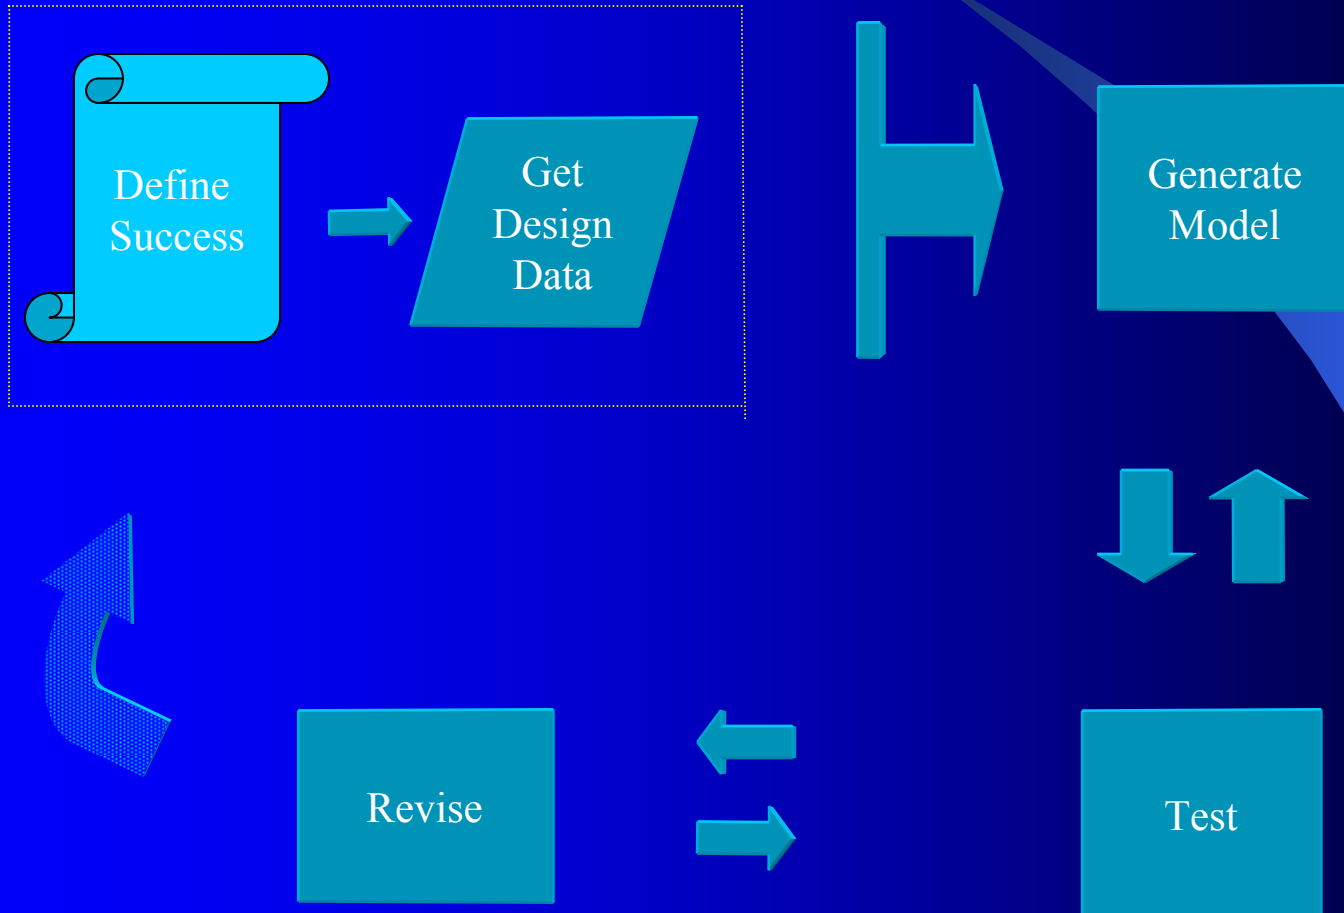 Define
Success
Get
Design
Data
Generate
Model
Revise
Test